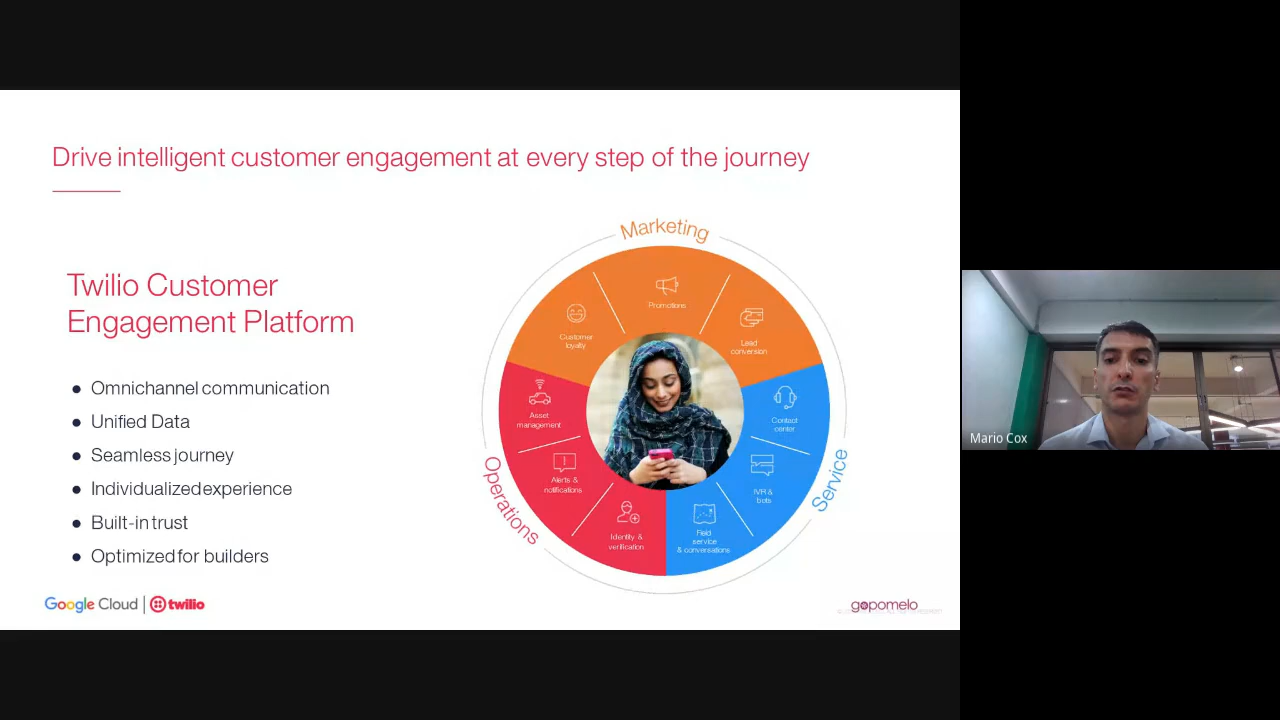 Drive intelligent customer engagement at every step of the journey
Twilio Customer
Engagement Platform
● Omnichannel communication
● Unified Data
● Seamless journey
● Individualized experience
● Built-in trust
● Optimized for builders
Marketing
Promotions
Customer
loyalty
Lead
conversion
Asset
management
Contact
center
Alerts &
notifications
IVR &
bots
Identity &
verification
Field
service
& conversations
Operations
Service
Google Cloud | twilio
gopomelo
Mario Cox